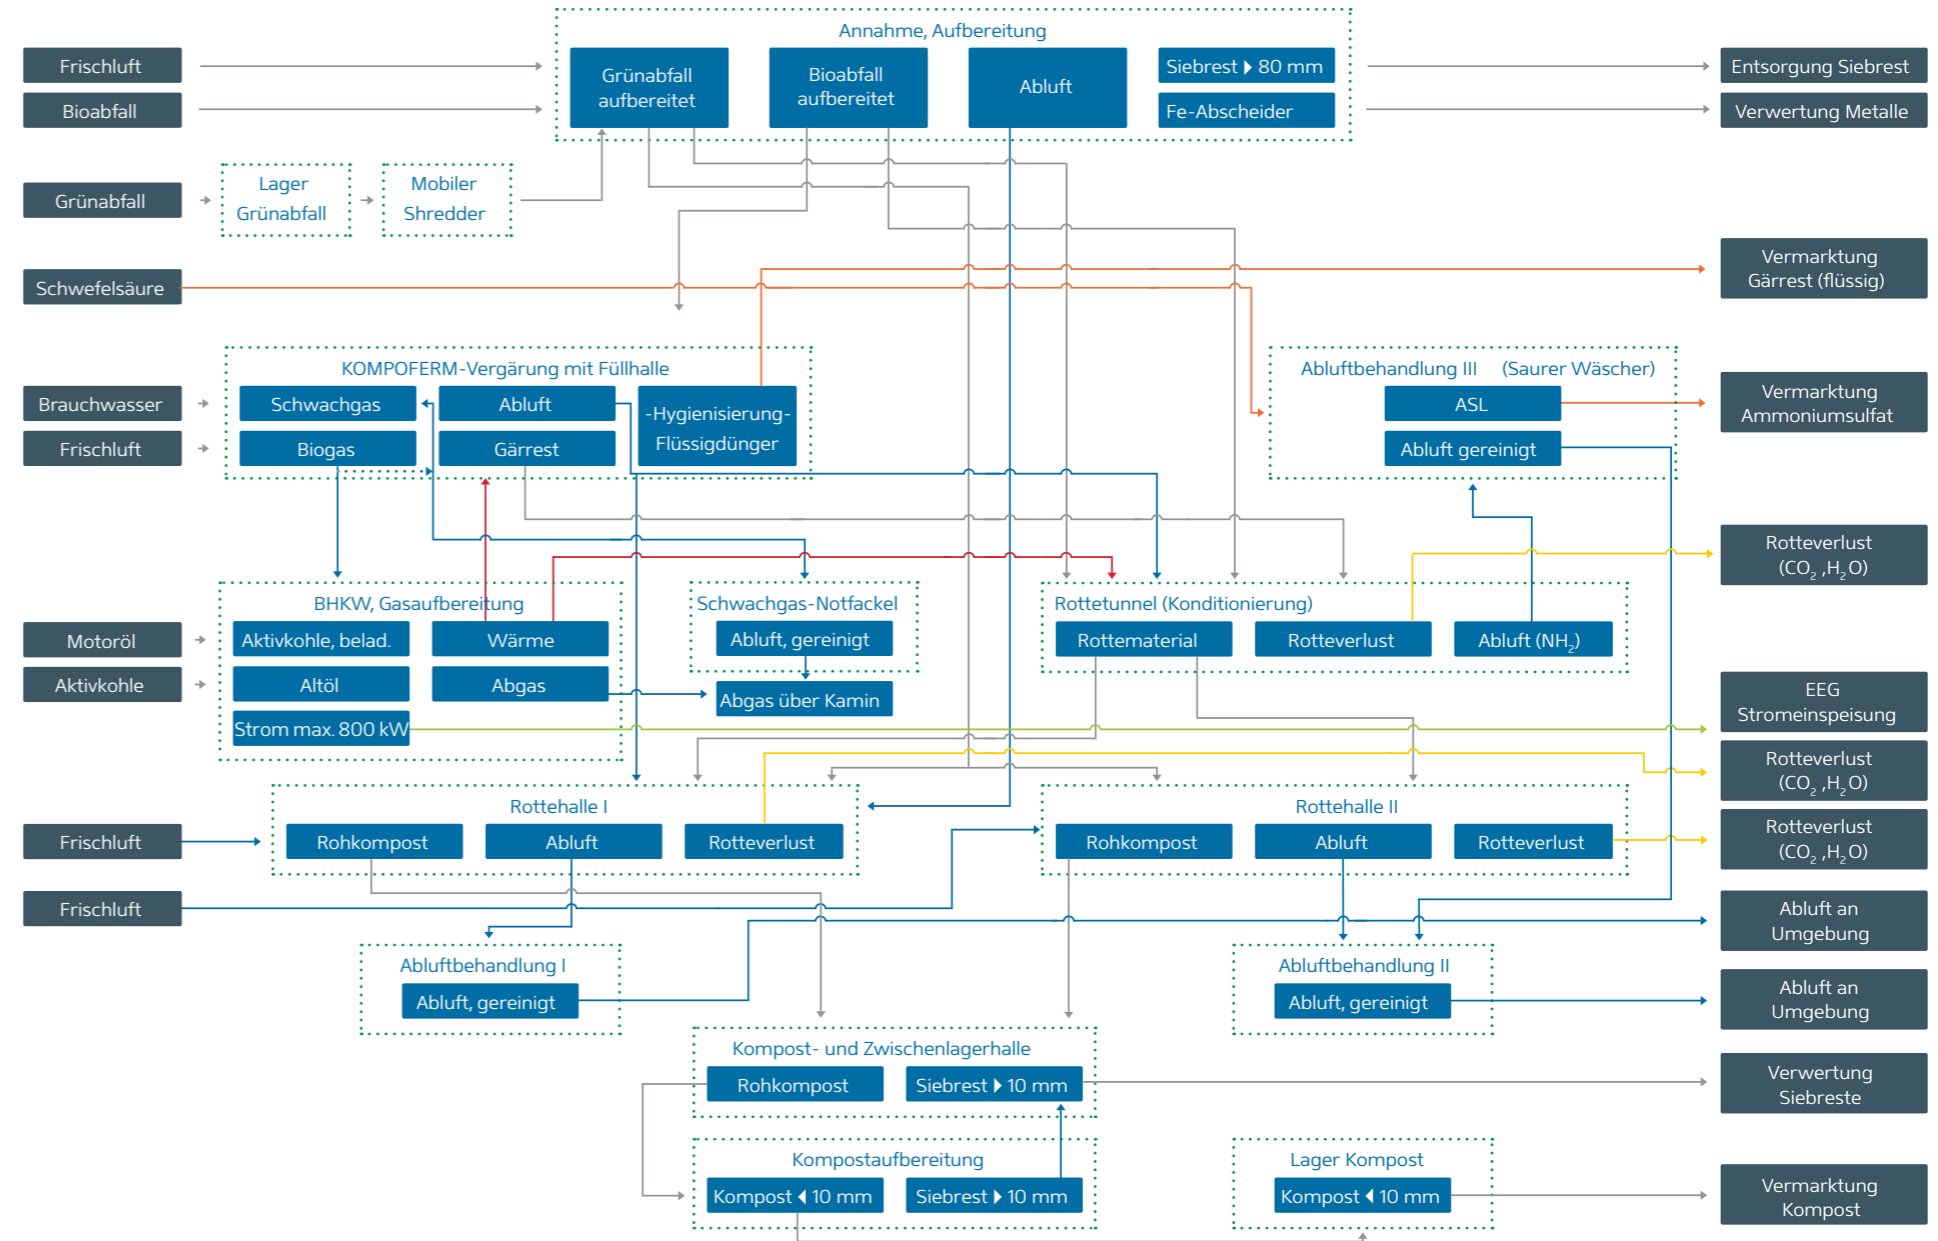 Annahme, Aufbereitung
Frischluft
Grünabfall
aufbereitet
Bioabfall
aufbereitet
Abluft
Siebrest ▶ 80 mm
Entsorgung Siebrest
Bioabfall
Fe-Abscheider
Verwertung Metalle
Grünabfall
Lager
Grünabfall
Mobiler
Shredder
Schwefelsäure
Vermarktung
Gärrest (flüssig)
KOMPOFERM-Vergärung mit Füllhalle
Abluftbehandlung III (Saurer Wäscher)
Brauchwasser
Schwachgas
Abluft
-Hygienisierung-
Flüssigdünger
ASL
Vermarktung
Ammoniumsulfat
Frischluft
Biogas
Gärrest
Abluft gereinigt
Rotteverlust
(CO₂ ,H₂O)
BHKW, Gasaufbereitung
Schwachgas-Notfackel
Rottetunnel (Konditionierung)
Motoröl
Aktivkohle, belad.
Wärme
Abluft, gereinigt
Rottematerial
Rotteverlust
Abluft (NH₂)
Aktivkohle
Altöl
Abgas
Abgas über Kamin
EEG
Stromeinspeisung
Strom max. 800 kW
Rotteverlust
(CO₂ ,H₂O)
Rottehalle I
Rottehalle II
Frischluft
Rohkompost
Abluft
Rotteverlust
Rohkompost
Abluft
Rotteverlust
Rotteverlust
(CO₂ ,H₂O)
Frischluft
Abluft an
Umgebung
Abluftbehandlung I
Abluftbehandlung II
Abluft, gereinigt
Abluft, gereinigt
Abluft an
Umgebung
Kompost- und Zwischenlagerhalle
Rohkompost
Siebrest ▶ 10 mm
Verwertung
Siebreste
Kompostaufbereitung
Lager Kompost
Kompost ◀ 10 mm
Siebrest ▶ 10 mm
Kompost ◀ 10 mm
Vermarktung
Kompost